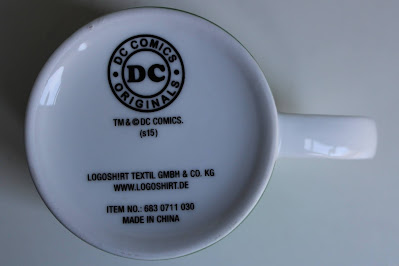 DC COMICS
DC
ORIGINALS
TM & © DC COMICS.
(s15)
LOGOSHIRT TEXTIL GMBH & CO. KG
WWW.LOGOSHIRT.DE
ITEM NO.: 683 0711 030
MADE IN CHINA